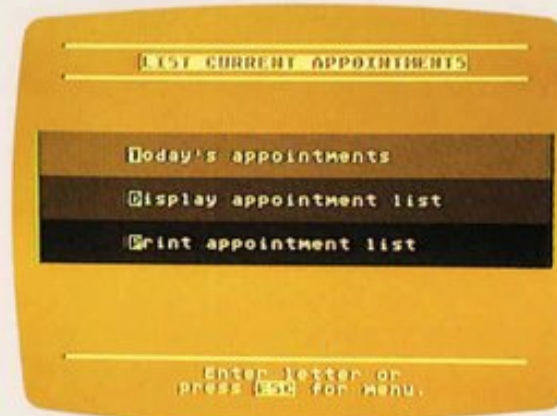 LIST CURRENT APPOINTMENTS
Today's appointments
Display appointment list
Print appointment list
Enter letter or
press ESC for menu.